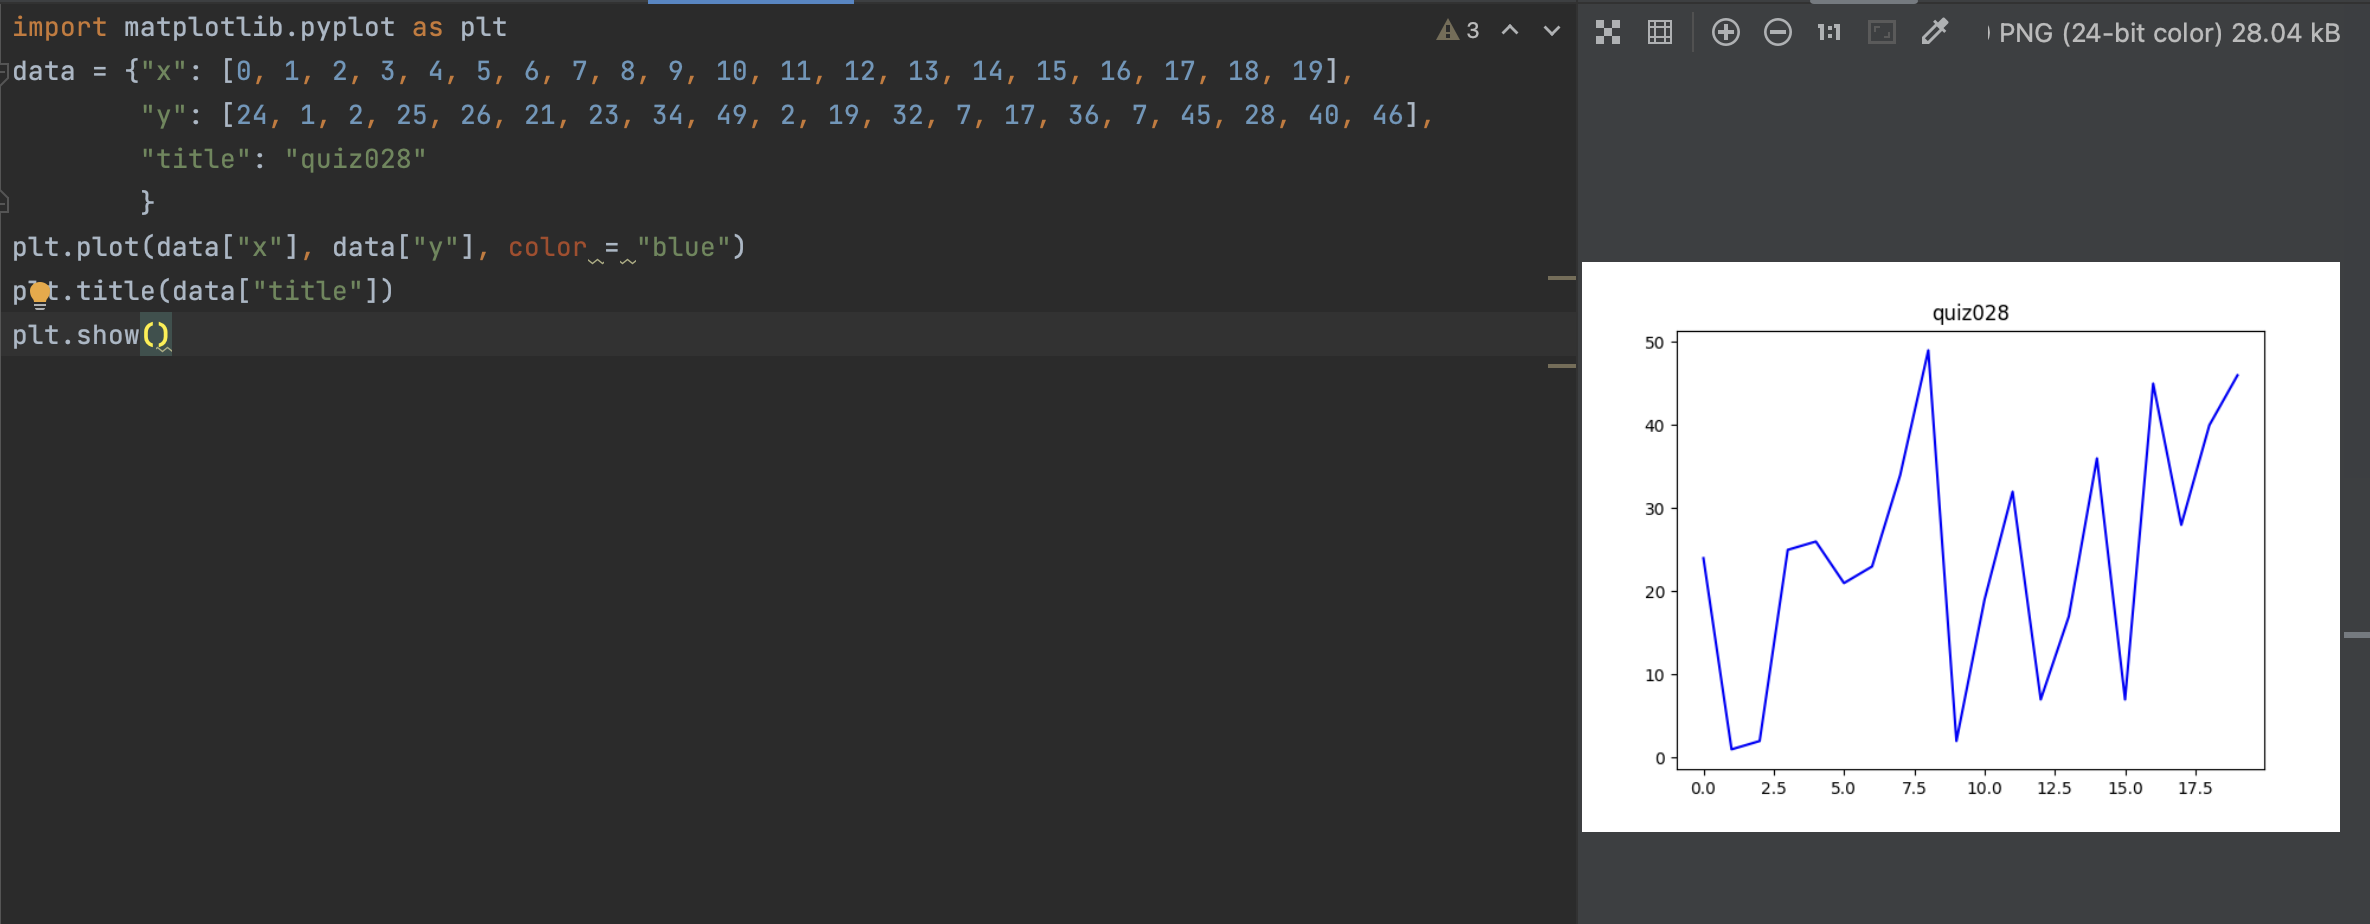 import matplotlib.pyplot as plt
data = {"x": [0, 1, 2, 3, 4, 5, 6, 7, 8, 9, 10, 11, 12, 13, 14, 15, 16, 17, 18, 19],
"y": [24, 1, 2, 25, 26, 21, 23, 34, 49, 2, 19, 32, 7, 17, 36, 7, 45, 28, 40, 46],
"title": "quiz028"
}
plt.plot(data["x"], data["y"], color = "blue")
plt.title(data["title"])
plt.show()
3
1:1
PNG (24-bit color) 28.04 kB
quiz028
50
40
30
20
10
0
0.0 2.5 5.0 7.5 10.0 12.5 15.0 17.5